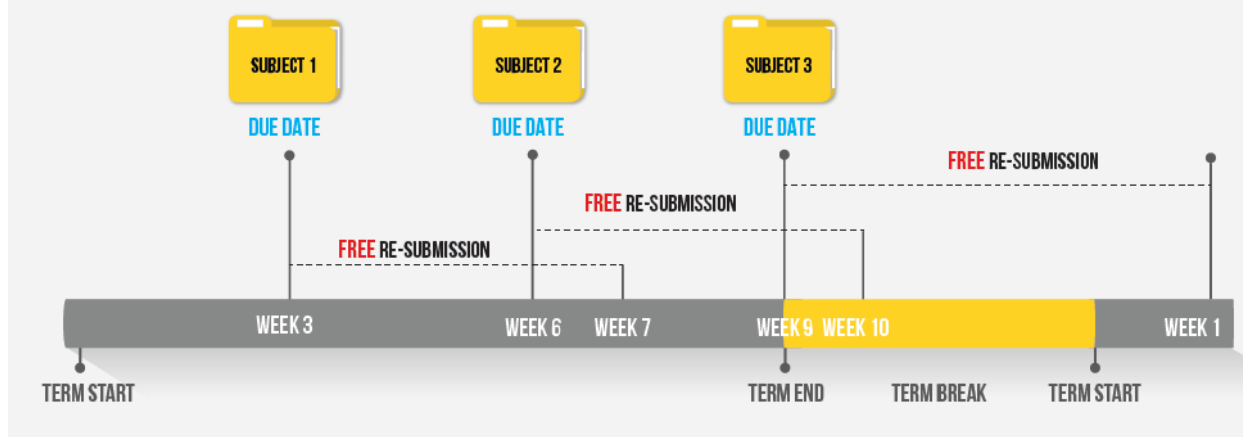 SUBJECT 1
SUBJECT 2
SUBJECT 3
DUE DATE
DUE DATE
DUE DATE
FREE RE-SUBMISSION
FREE RE-SUBMISSION
FREE RE-SUBMISSION
WEEK 3
WEEK 6
WEEK 7
WEEK 9
WEEK 10
WEEK 1
TERM START
TERM END
TERM BREAK
TERM START